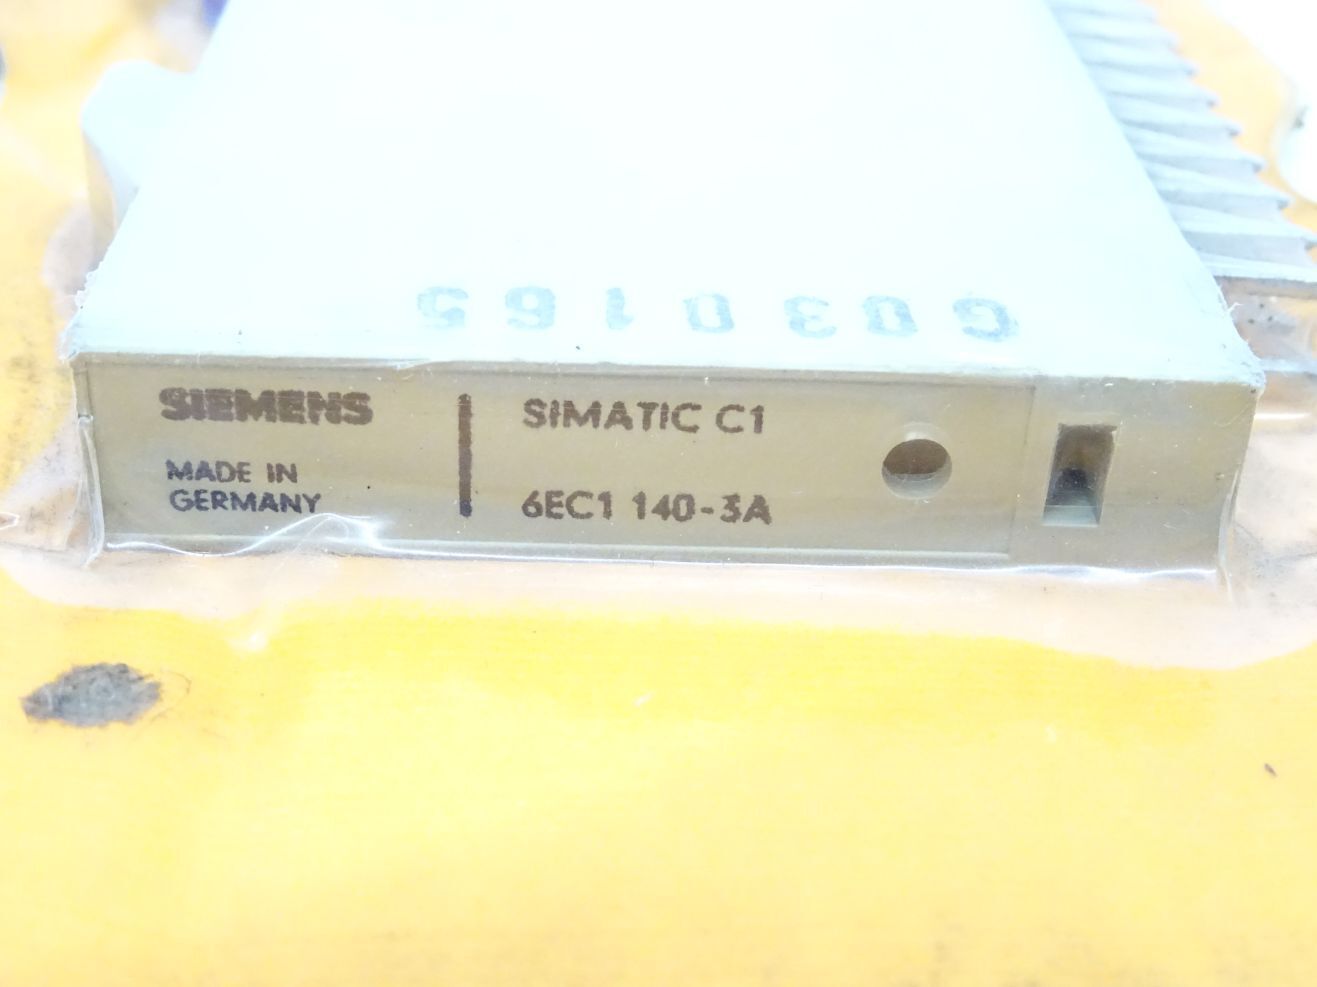 G030165
SIEMENS
MADE IN
GERMANY
SIMATIC C1
6EC1 140-3A